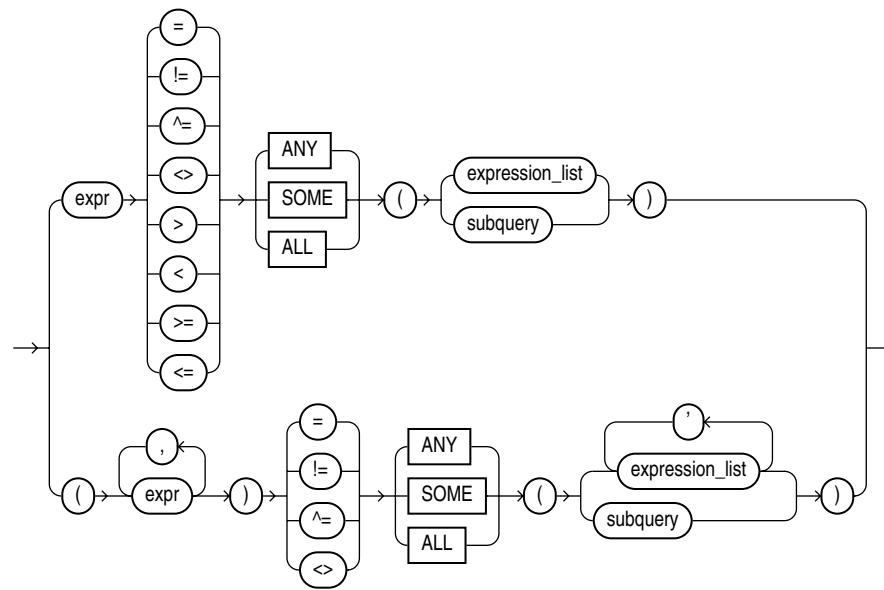 =
!=
^=
<>
>
<
>=
<=
expr
ANY
SOME
ALL
(
expression_list
subquery
)
(
,
expr
)
=
!=
^=
<>
ANY
SOME
ALL
(
,
expression_list
subquery
)